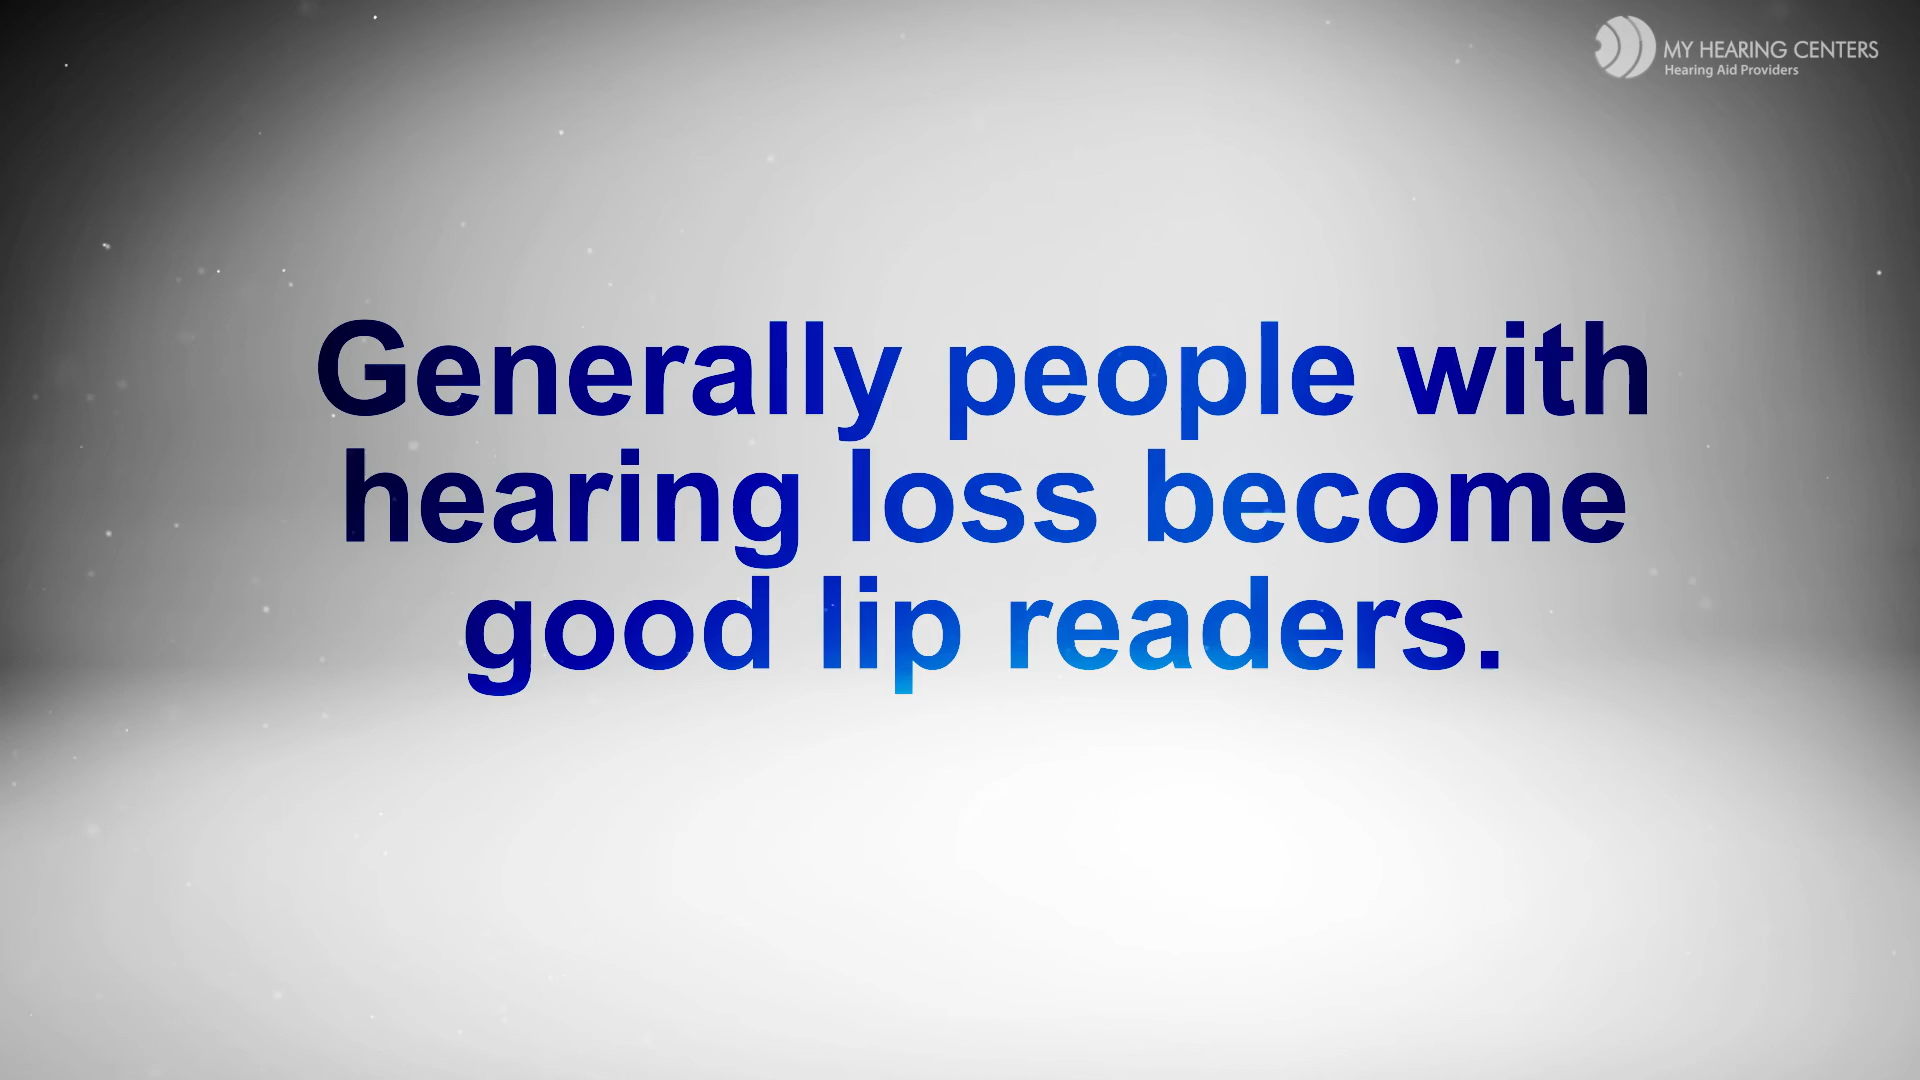 MY HEARING CENTERS
Hearing Aid Providers
Generally people with
hearing loss become
good lip readers.